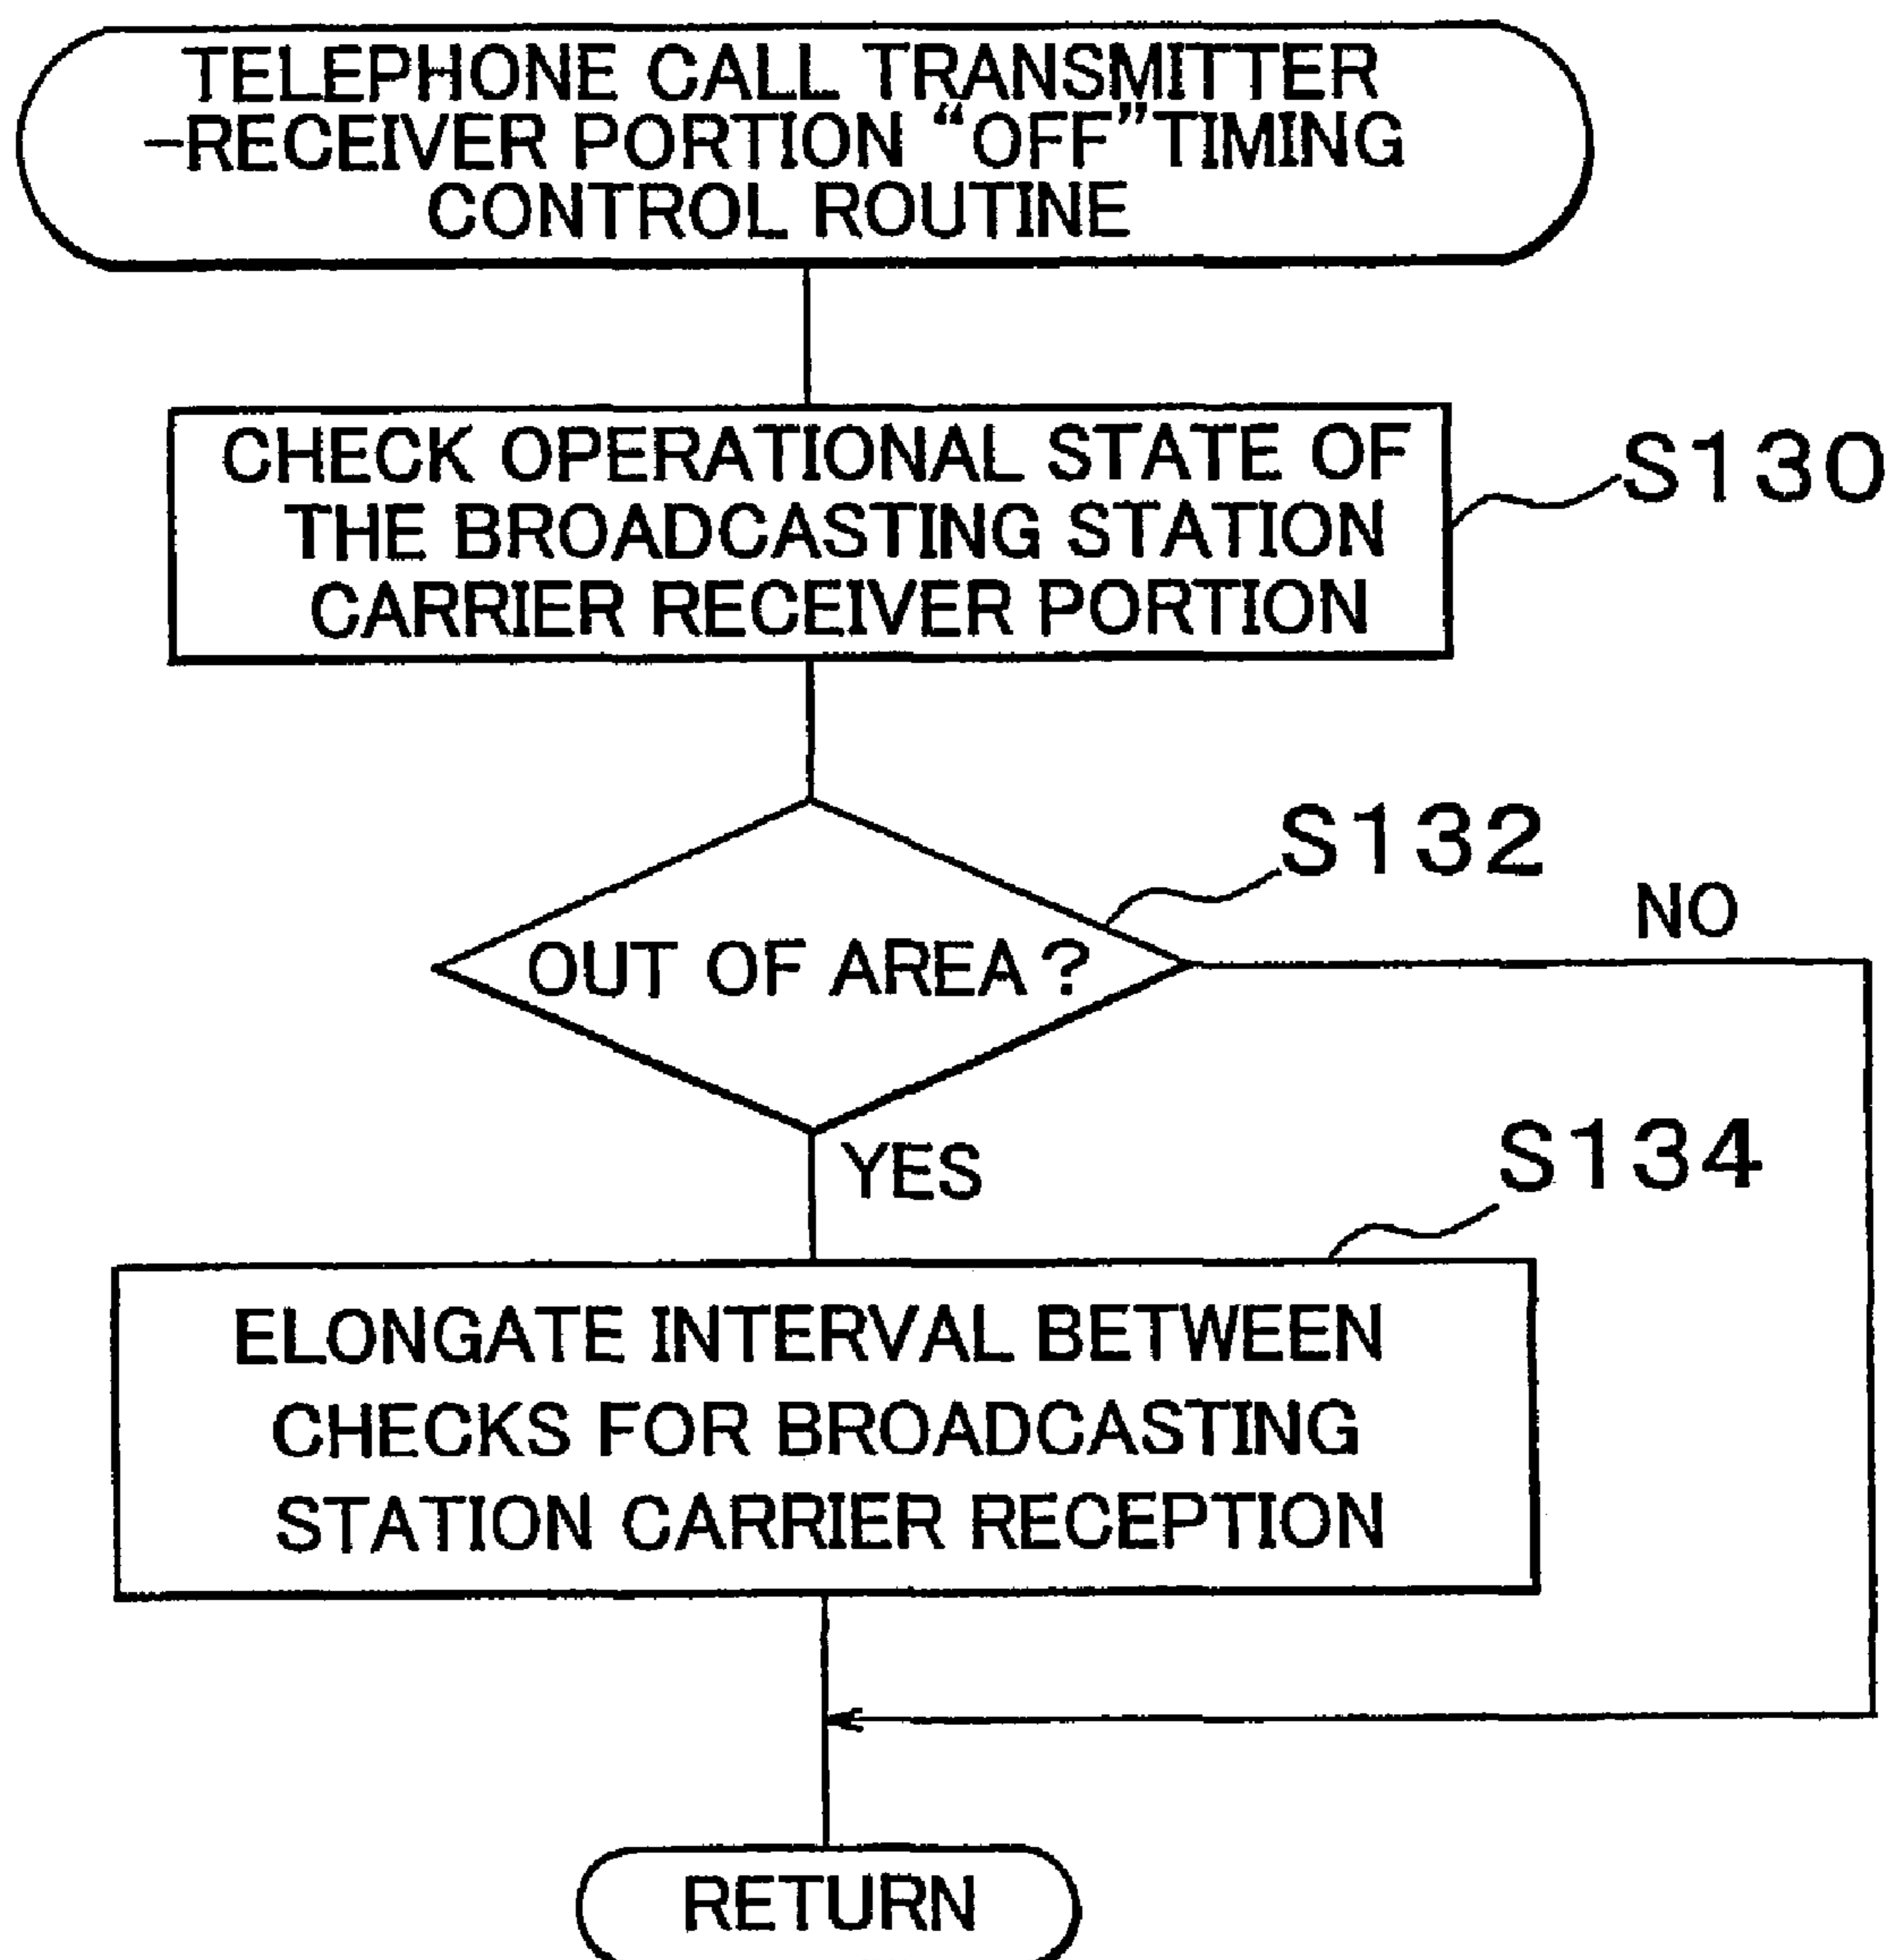 TELEPHONE CALL TRANSMITTER
-RECEIVER PORTION “OFF” TIMING
CONTROL ROUTINE
CHECK OPERATIONAL STATE OF
THE BROADCASTING STATION
CARRIER RECEIVER PORTION
S130
S132
OUT OF AREA?
NO
YES
S134
ELONGATE INTERVAL BETWEEN
CHECKS FOR BROADCASTING
STATION CARRIER RECEPTION
RETURN